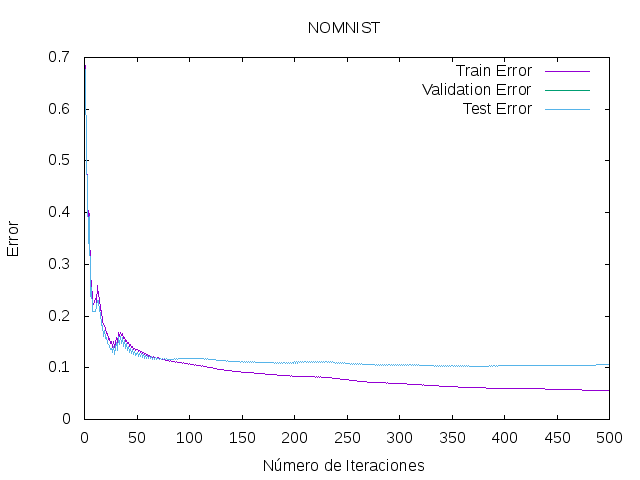 NOMNIST
Train Error
Validation Error
Test Error
0.7
0.6
0.5
0.4
0.3
0.2
0.1
0
Error
0 50 100 150 200 250 300 350 400 450 500
Número de Iteraciones